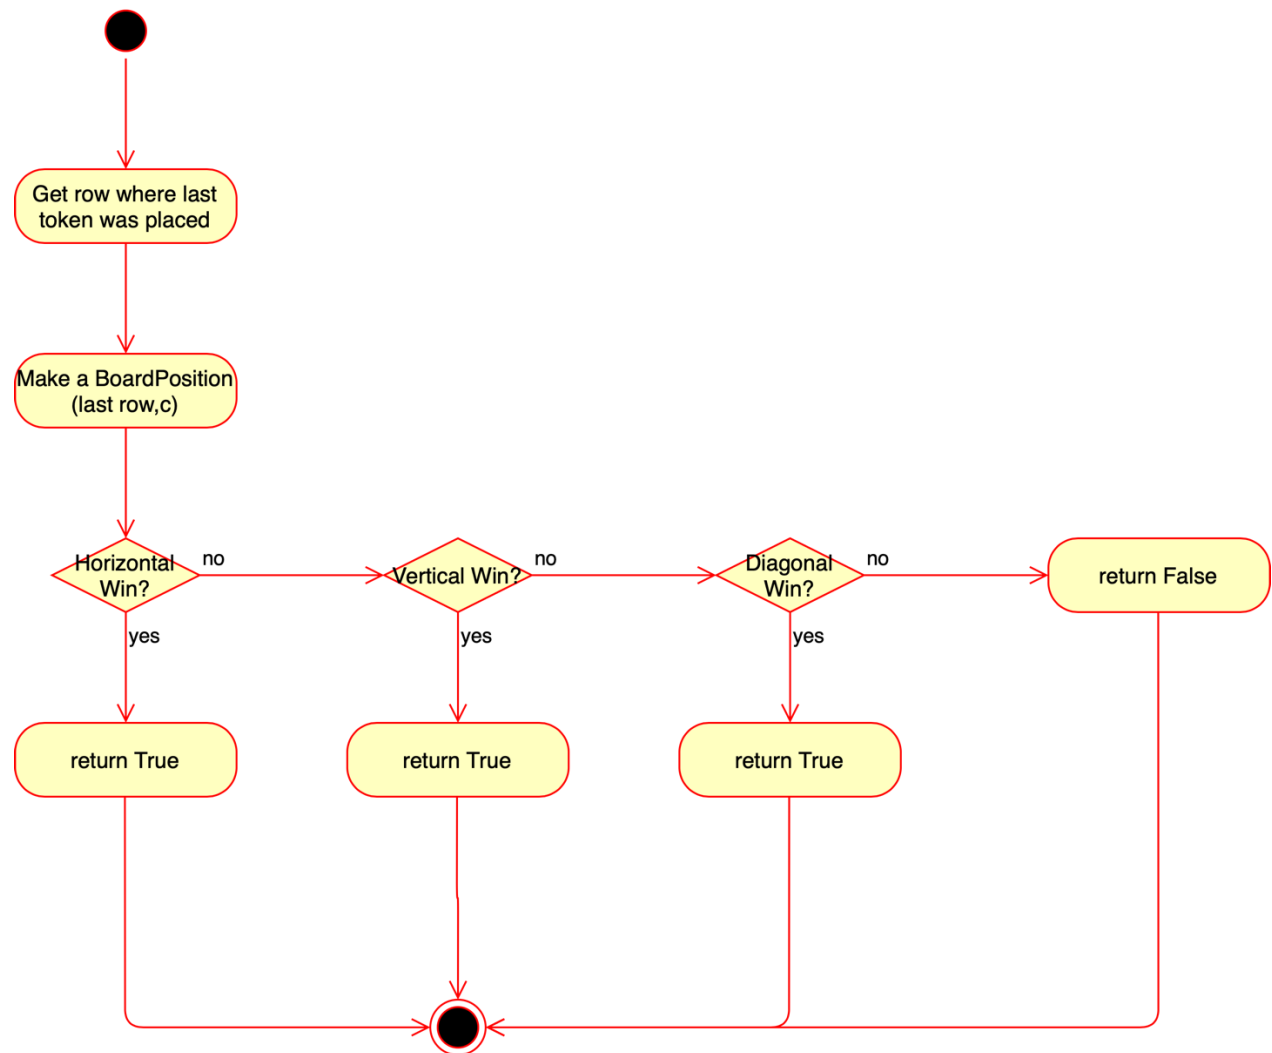 Get row where last
token was placed
Make a BoardPosition
(last row,c)
Horizontal
Win?
no
Vertical Win?
no
Diagonal
Win?
no
return False
yes
yes
yes
return True
return True
return True